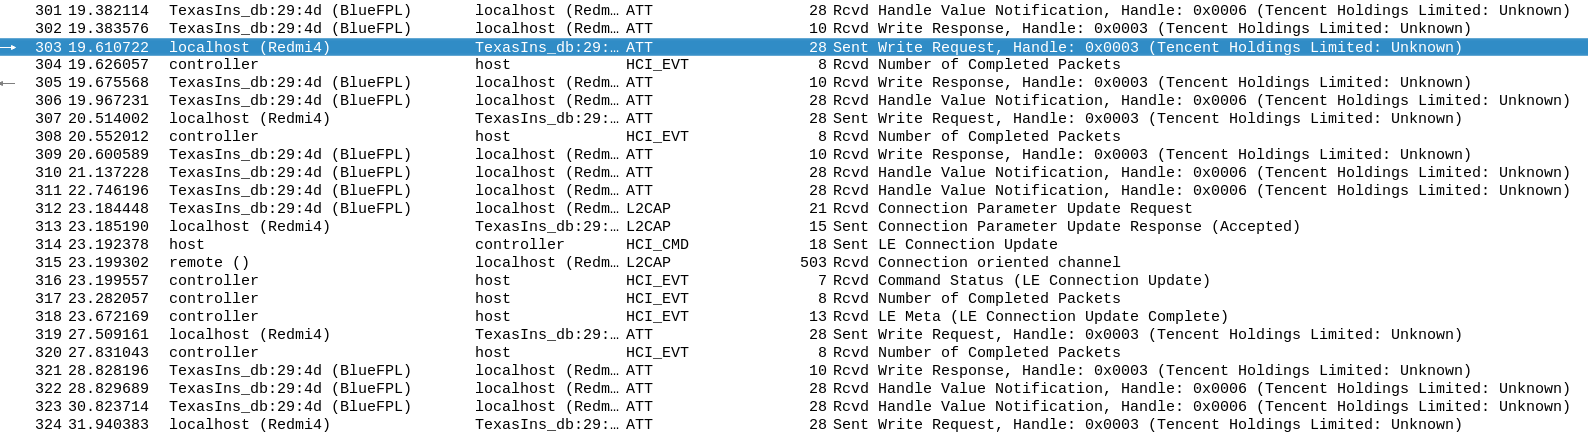 301 19.382114 TexasIns_db:29:4d (BlueFPL) localhost (Redm… ATT 28 Rcvd Handle Value Notification, Handle: 0x0006 (Tencent Holdings Limited: Unknown)
302 19.383576 TexasIns_db:29:4d (BlueFPL) localhost (Redm… ATT 10 Rcvd Write Response, Handle: 0x0003 (Tencent Holdings Limited: Unknown)
303 19.610722 localhost (Redmi4) TexasIns_db:29:… ATT 28 Sent Write Request, Handle: 0x0003 (Tencent Holdings Limited: Unknown)
304 19.626057 controller host HCI_EVT 8 Rcvd Number of Completed Packets
305 19.675568 TexasIns_db:29:4d (BlueFPL) localhost (Redm… ATT 10 Rcvd Write Response, Handle: 0x0003 (Tencent Holdings Limited: Unknown)
306 19.967231 TexasIns_db:29:4d (BlueFPL) localhost (Redm… ATT 28 Rcvd Handle Value Notification, Handle: 0x0006 (Tencent Holdings Limited: Unknown)
307 20.514002 localhost (Redmi4) TexasIns_db:29:… ATT 28 Sent Write Request, Handle: 0x0003 (Tencent Holdings Limited: Unknown)
308 20.552012 controller host HCI_EVT 8 Rcvd Number of Completed Packets
309 20.600589 TexasIns_db:29:4d (BlueFPL) localhost (Redm… ATT 10 Rcvd Write Response, Handle: 0x0003 (Tencent Holdings Limited: Unknown)
310 21.137228 TexasIns_db:29:4d (BlueFPL) localhost (Redm… ATT 28 Rcvd Handle Value Notification, Handle: 0x0006 (Tencent Holdings Limited: Unknown)
311 22.746196 TexasIns_db:29:4d (BlueFPL) localhost (Redm… ATT 28 Rcvd Handle Value Notification, Handle: 0x0006 (Tencent Holdings Limited: Unknown)
312 23.184448 TexasIns_db:29:4d (BlueFPL) localhost (Redm… L2CAP 21 Rcvd Connection Parameter Update Request
313 23.185190 localhost (Redmi4) TexasIns_db:29:… L2CAP 15 Sent Connection Parameter Update Response (Accepted)
314 23.192378 host controller HCI_CMD 18 Sent LE Connection Update
315 23.199302 remote () localhost (Redm… L2CAP 503 Rcvd Connection oriented channel
316 23.199557 controller host HCI_EVT 7 Rcvd Command Status (LE Connection Update)
317 23.282057 controller host HCI_EVT 8 Rcvd Number of Completed Packets
318 23.672169 controller host HCI_EVT 13 Rcvd LE Meta (LE Connection Update Complete)
319 27.509161 localhost (Redmi4) TexasIns_db:29:… ATT 28 Sent Write Request, Handle: 0x0003 (Tencent Holdings Limited: Unknown)
320 27.831043 controller host HCI_EVT 8 Rcvd Number of Completed Packets
321 28.828196 TexasIns_db:29:4d (BlueFPL) localhost (Redm… ATT 10 Rcvd Write Response, Handle: 0x0003 (Tencent Holdings Limited: Unknown)
322 28.829689 TexasIns_db:29:4d (BlueFPL) localhost (Redm… ATT 28 Rcvd Handle Value Notification, Handle: 0x0006 (Tencent Holdings Limited: Unknown)
323 30.823714 TexasIns_db:29:4d (BlueFPL) localhost (Redm… ATT 28 Rcvd Handle Value Notification, Handle: 0x0006 (Tencent Holdings Limited: Unknown)
324 31.940383 localhost (Redmi4) TexasIns_db:29:… ATT 28 Sent Write Request, Handle: 0x0003 (Tencent Holdings Limited: Unknown)